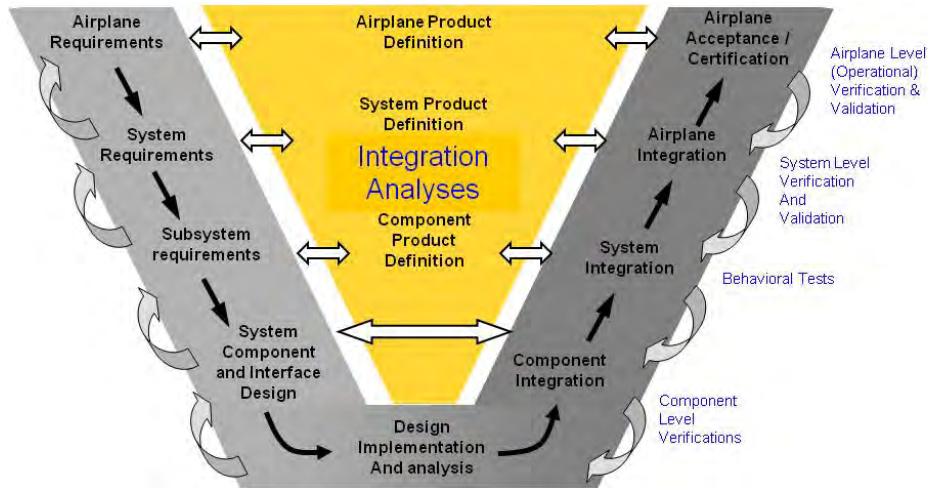 Airplane
Requirements
System
Requirements
Subsystem
requirements
System
Component
and Interface
Design
Design
Implementation
And analysis
Component
Integration
System
Integration
Airplane
Integration
Airplane
Acceptance /
Certification
Airplane Product
Definition
System Product
Definition
Integration
Analyses
Component
Product
Definition
Airplane Level
(Operational)
Verification &
Validation
System Level
Verification
And
Validation
Behavioral Tests
Component
Level
Verifications